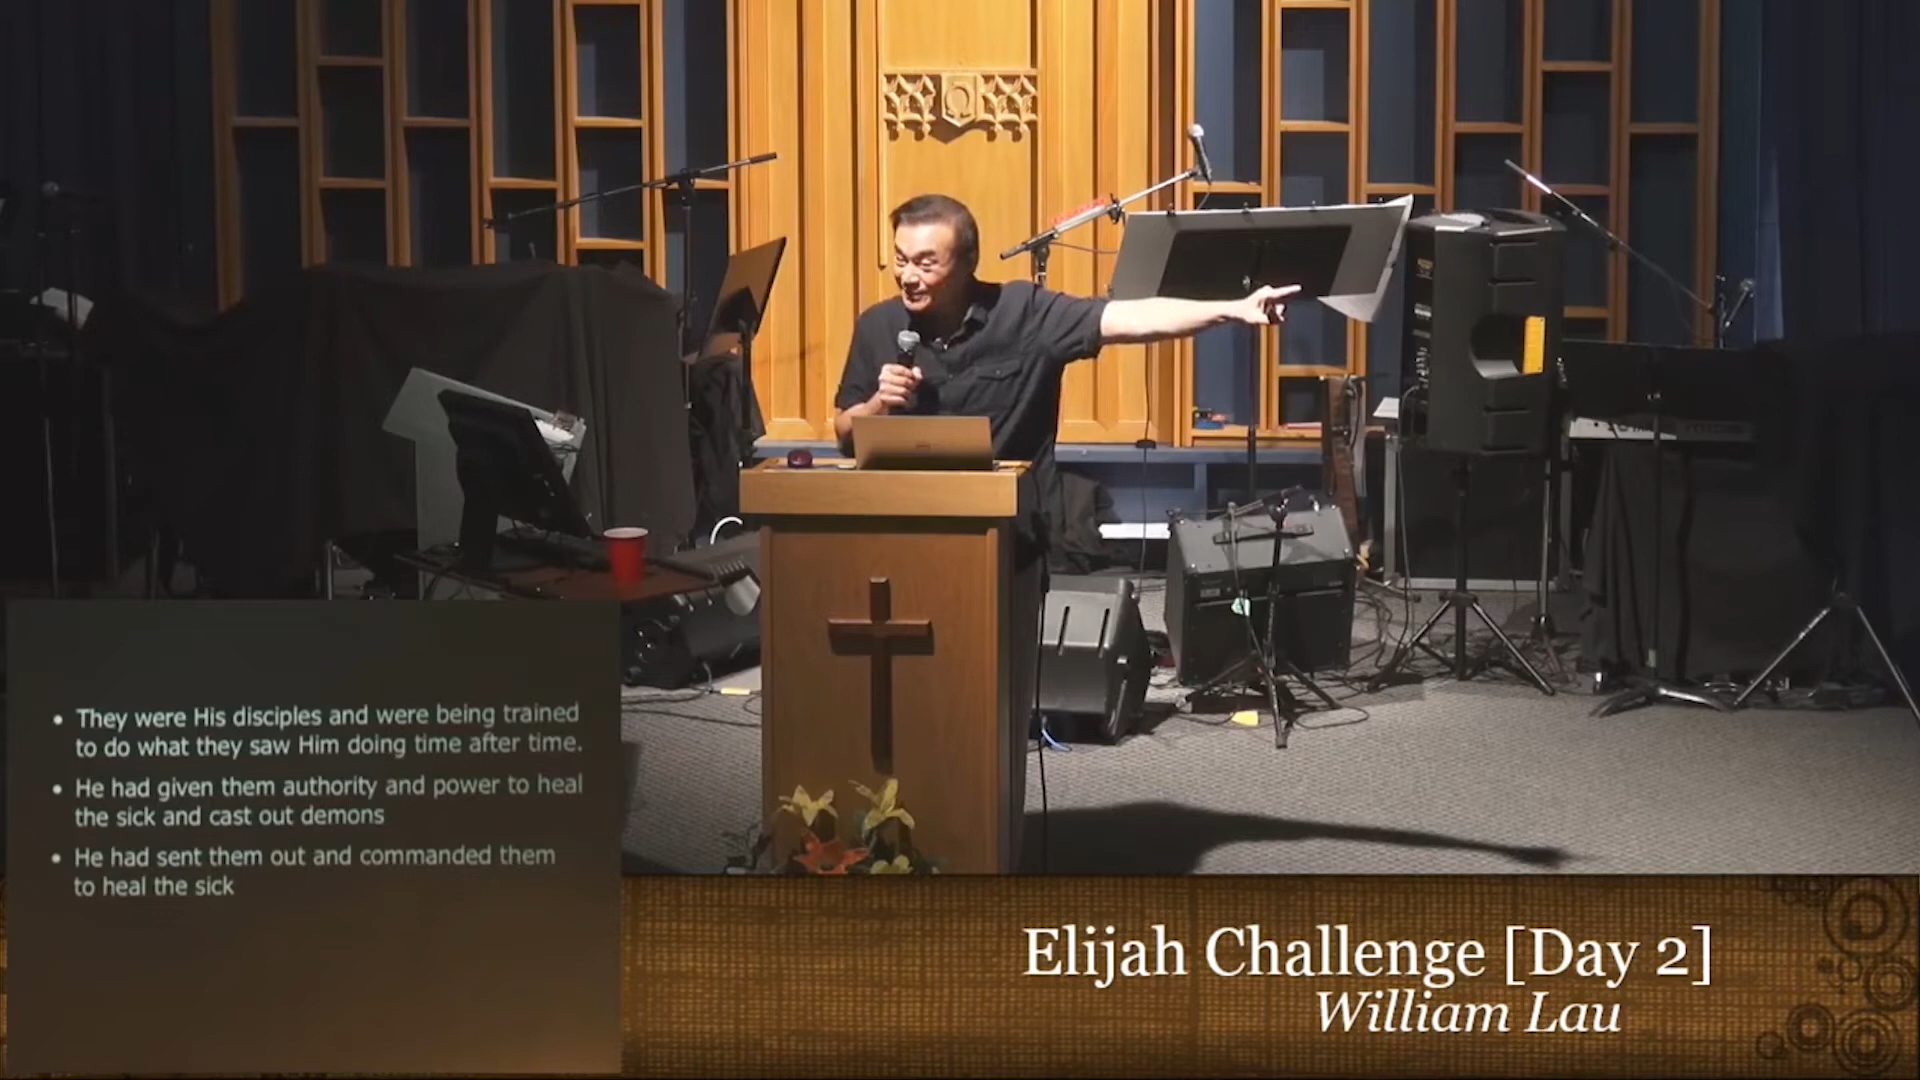 • They were His disciples and were being trained
to do what they saw Him doing time after time.
• He had given them authority and power to heal
the sick and cast out demons
• He had sent them out and commanded them
to heal the sick
Elijah Challenge [Day 2]
William Lau